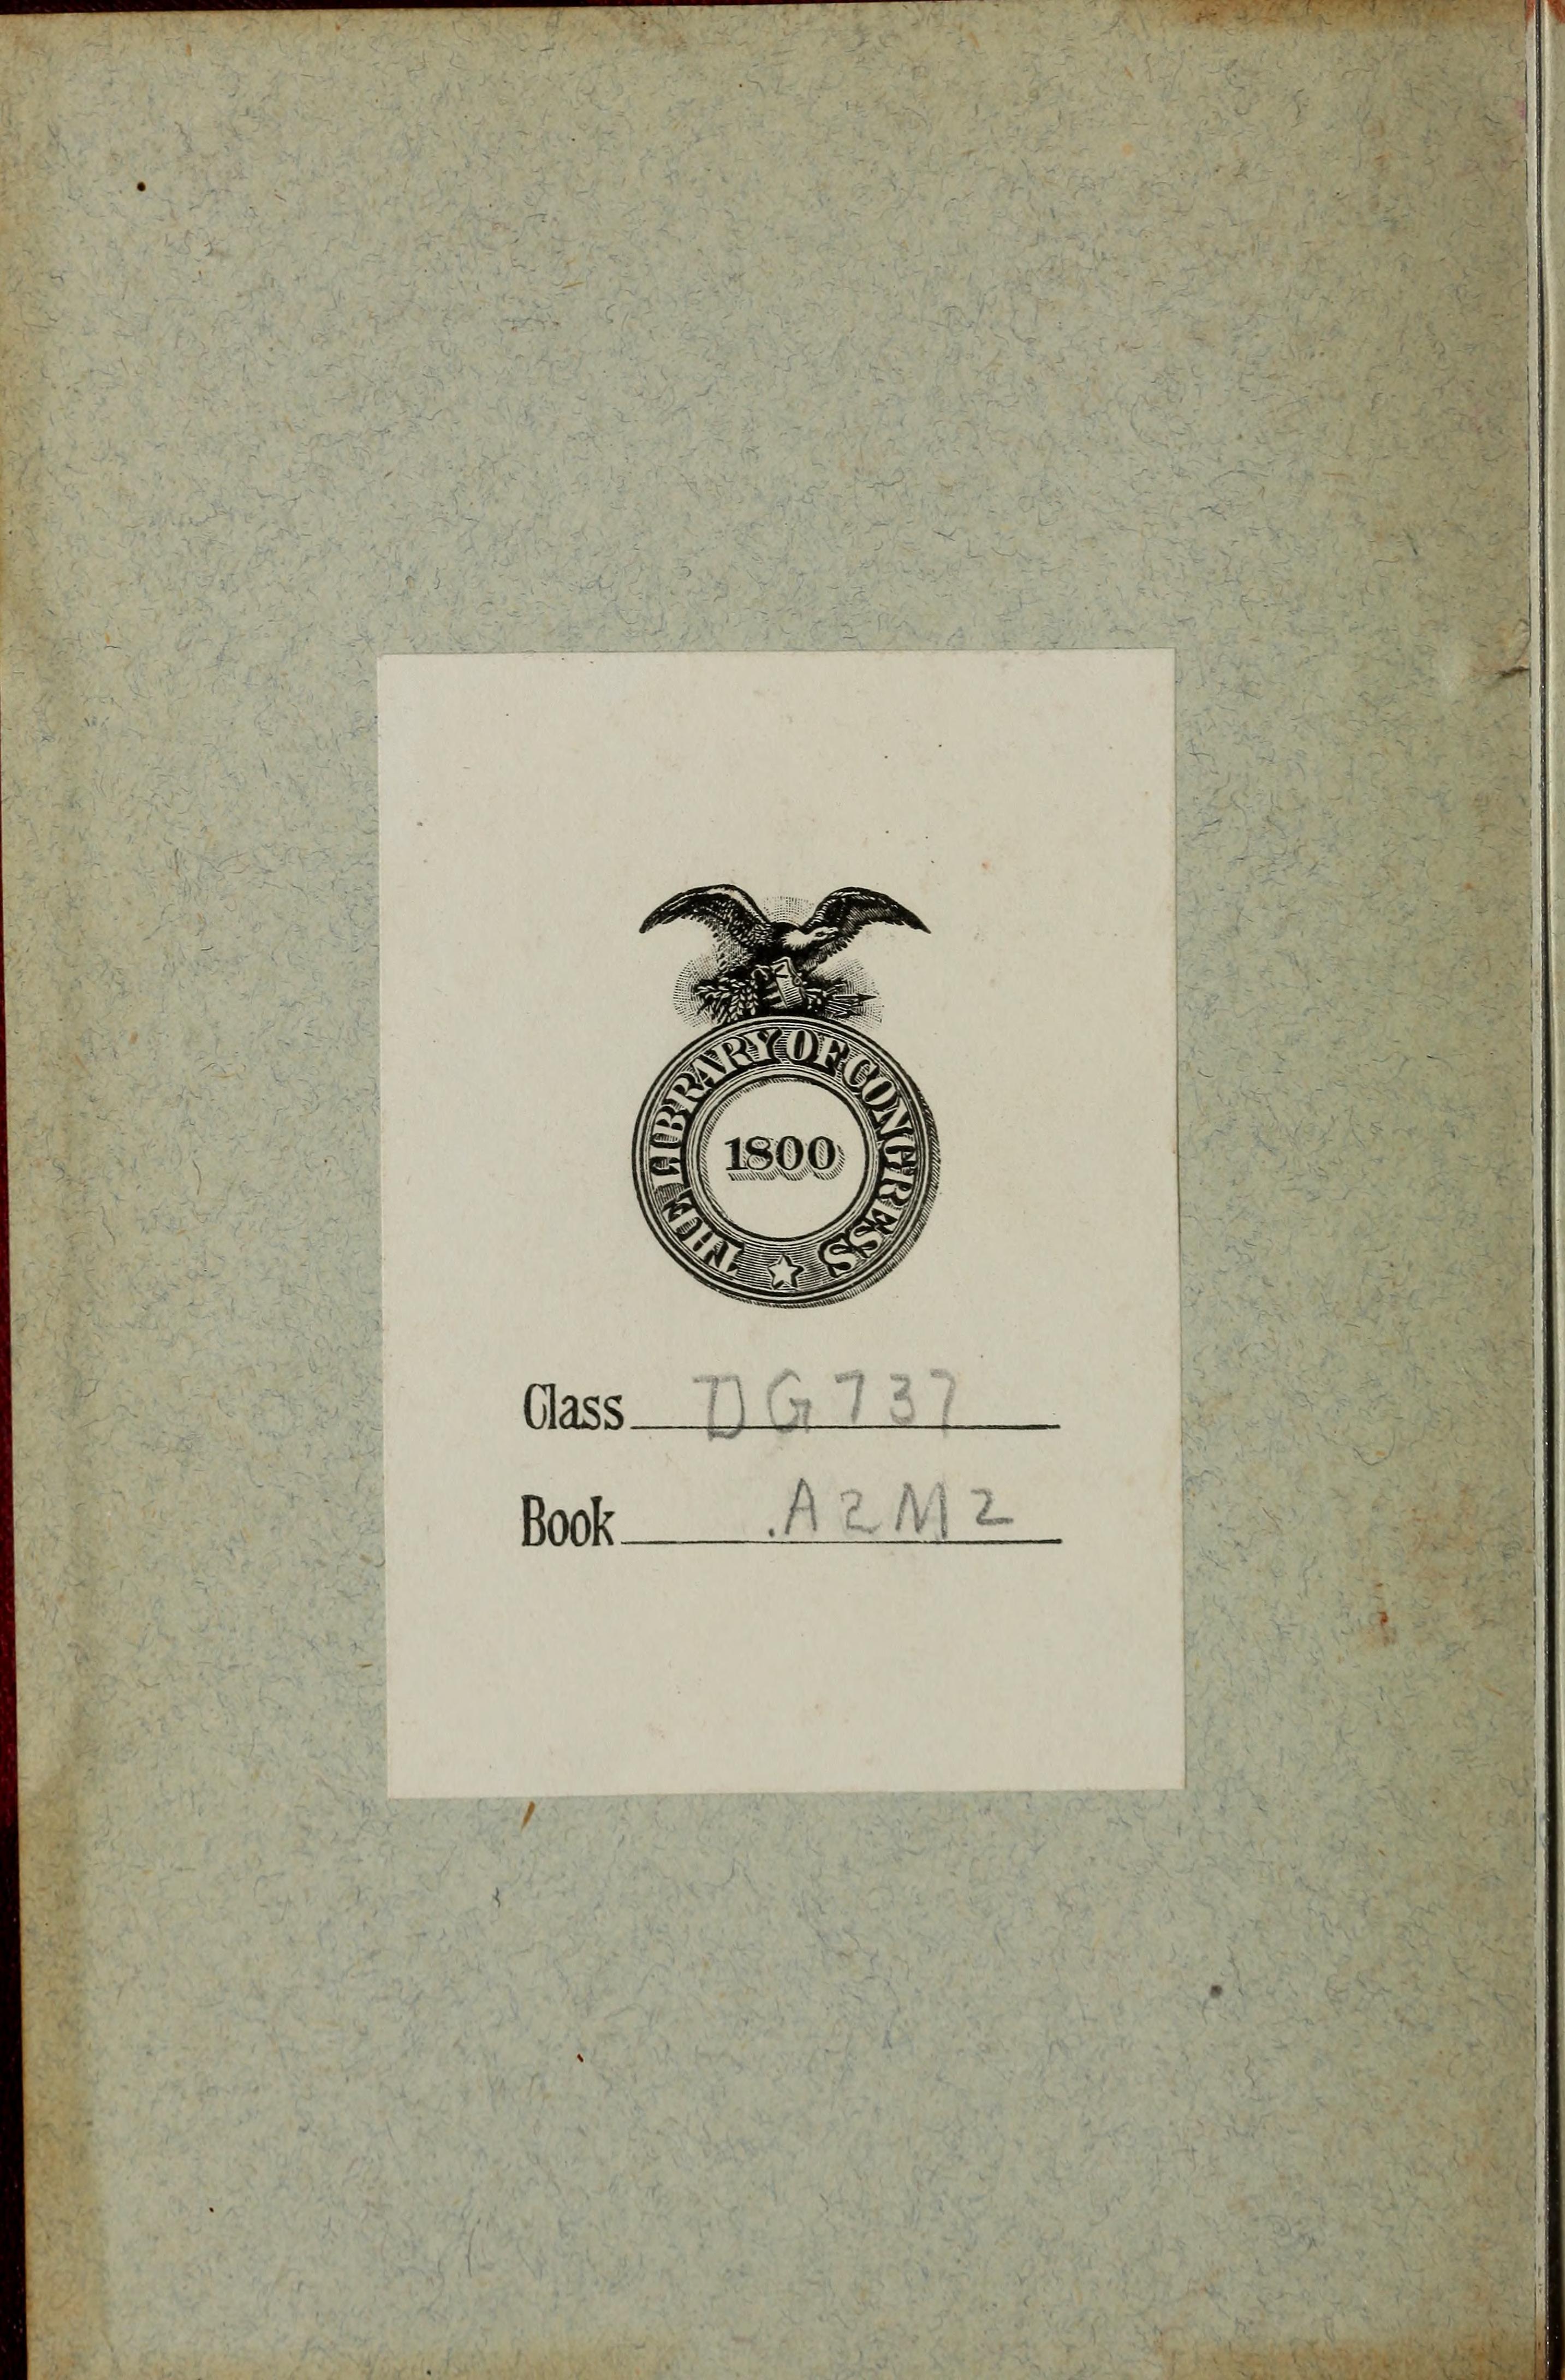 THE LIBRARY OF CONGRESS
1800
Class DG737
Book .A2M2